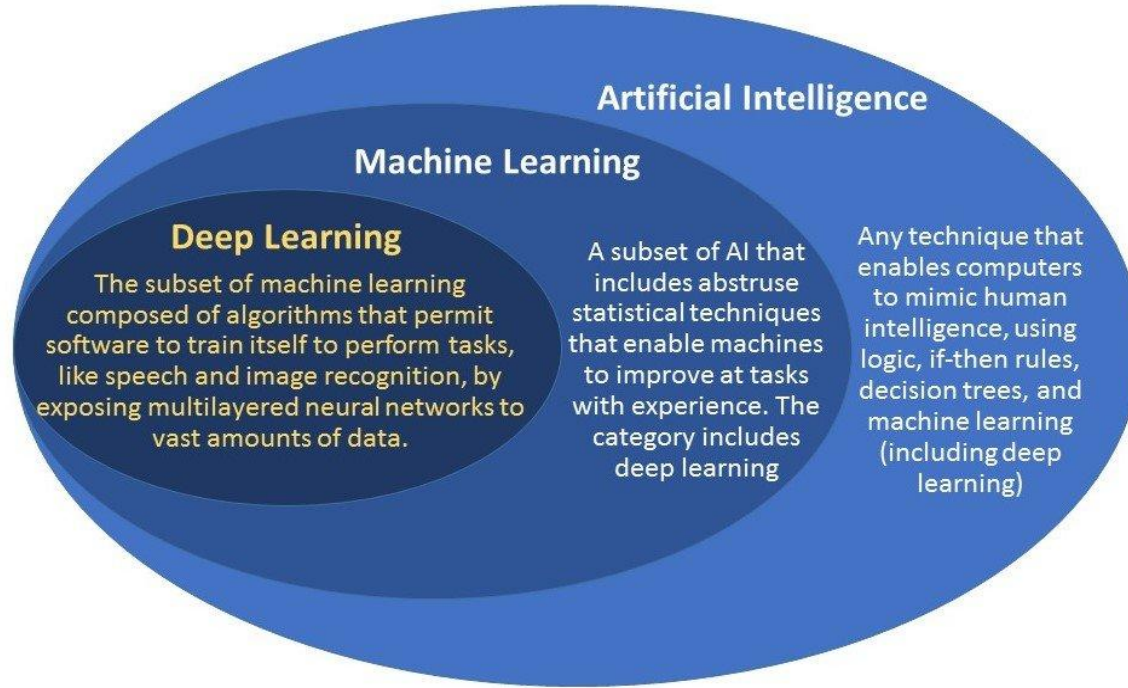 Artificial Intelligence
Machine Learning
Deep Learning
The subset of machine learning
composed of algorithms that permit
software to train itself to perform tasks,
like speech and image recognition, by
exposing multilayered neural networks to
vast amounts of data.
A subset of AI that
includes abstruse
statistical techniques
that enable machines
to improve at tasks
with experience. The
category includes
deep learning
Any technique that
enables computers
to mimic human
intelligence, using
logic, if-then rules,
decision trees, and
machine learning
(including deep
learning)